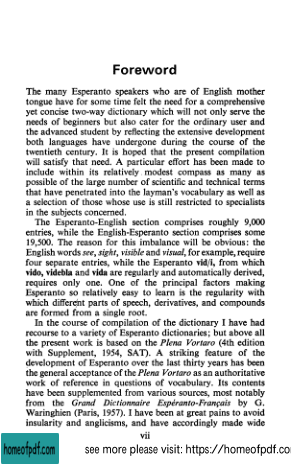 Foreword
The many Esperanto speakers who are of English mother
tongue have for some time felt the need for a comprehensive
yet concise two-way dictionary which will not only serve the
needs of beginners but also cater for the ordinary user and
the advanced student by reflecting the extensive development
both languages have undergone during the course of the
twentieth century. It is hoped that the present compilation
will satisfy that need. A particular effort has been made to
include within its relatively modest compass as many as
possible of the large number of scientific and technical terms
that have penetrated into the layman's vocabulary as well as
a selection of those whose use is still restricted to specialists
in the subjects concerned.
The Esperanto-English section comprises roughly 9,000
entries, while the English-Esperanto section comprises some
19,500. The reason for this imbalance will be obvious: the
English words see, sight, visible and visual, for example, require
four separate entries, while the Esperanto vid/i, from which
vido, videbla and vida are regularly and automatically derived,
requires only one. One of the principal factors making
Esperanto so relatively easy to learn is the regularity with
which different parts of speech, derivatives, and compounds
are formed from a single root.
In the course of compilation of the dictionary I have had
recourse to a variety of Esperanto dictionaries; but above all
the present work is based on the Plena Vortaro (4th edition
with Supplement, 1954, SAT). A striking feature of the
development of Esperanto over the last thirty years has been
the general acceptance of the Plena Vortaro as an authoritative
work of reference in questions of vocabulary. Its contents
have been supplemented from various sources, most notably
from the Grand Dictionnaire Espéranto-Français by G.
Waringhien (Paris, 1957). I have been at great pains to avoid
insularity and anglicisms, and have accordingly made wide
vii
homeofpdf.com
see more please visit: https://homeofpdf.co